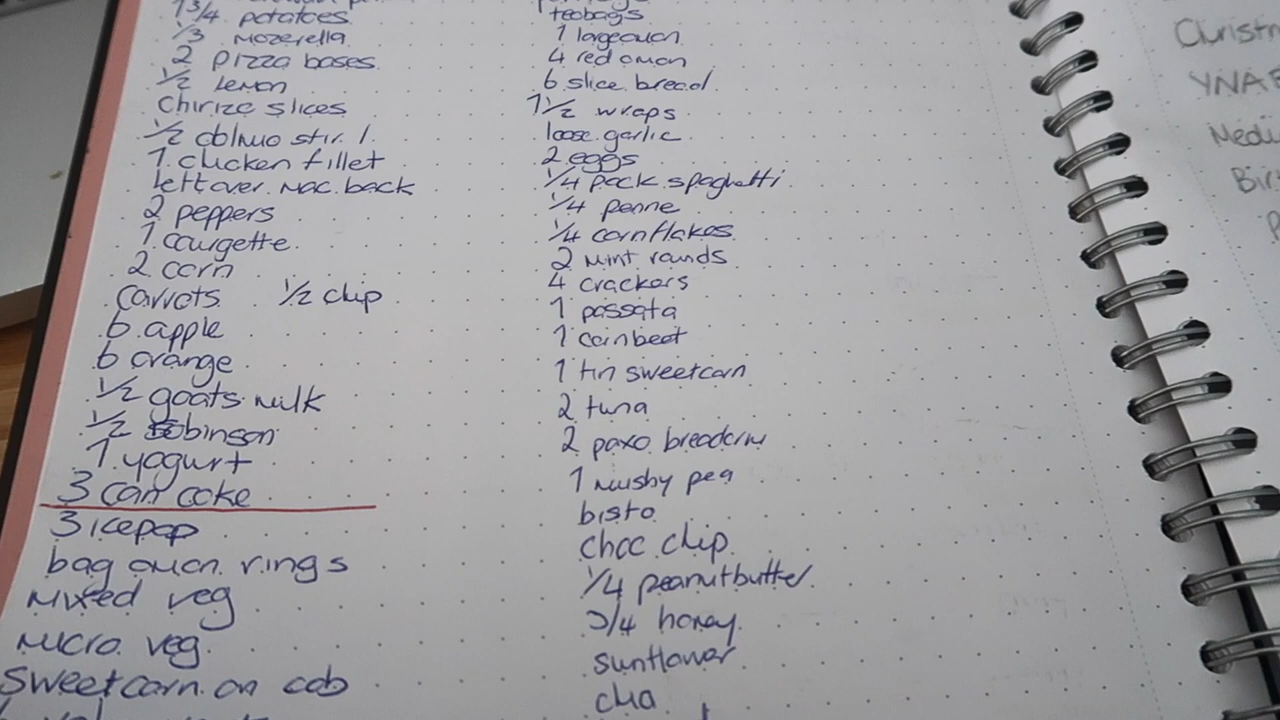 1 3/4 potatoes
1/3 mozerella
2 pizza bases
1/2 lemon
Chirizo slices
1/2 stir
1 chicken fillet
leftover mac back
2 peppers
1 courgette
2 corn
carrots 1/2 chip
6 apple
6 orange
1/2 goats milk
1/2 Robinson
1 yogurt
3 can coke
3 icepop
bag onion rings
mixed veg
micro veg
sweetcorn on cob
teabags
1 large onion
4 red onion
6 slice bread
1 1/2 wraps
loose garlic
2 eggs
1/4 pack spaghetti
1/4 penne
1/4 cornflakes
2 mint rounds
4 crackers
1 passata
1 cornbeef
1 tin sweetcorn
2 tuna
2 paxo breadcrum
1 mushy pea
bisto
choc chip
1/4 peanutbutter
3/4 honey
sunflower
chia
YNAB